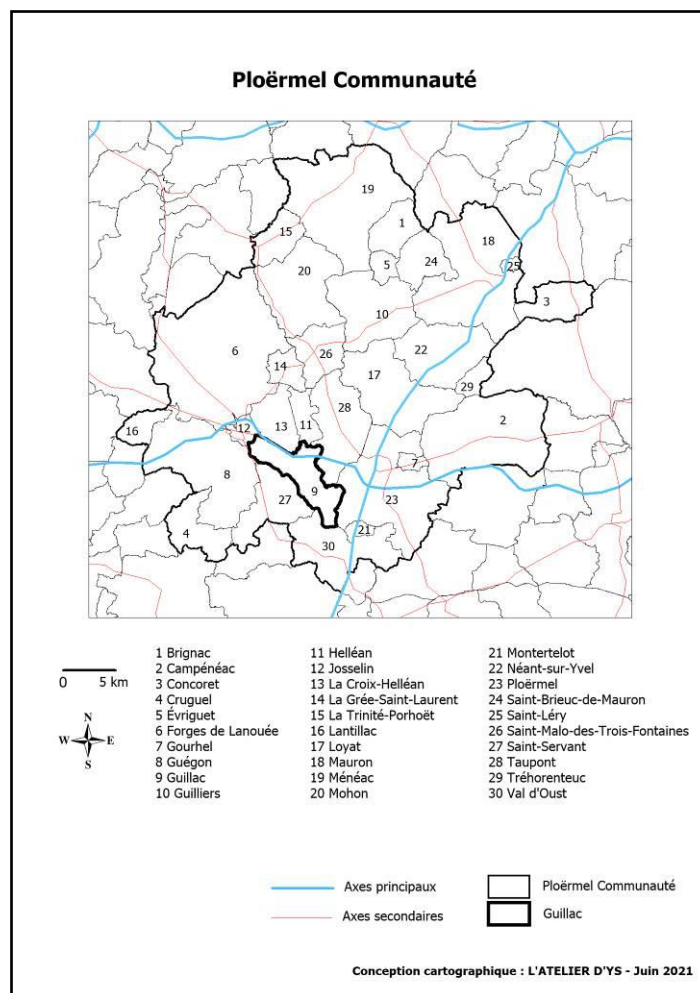 Ploërmel Communauté
19
1
15
18
20
5
24
25
3
10
6
26
22
14
17
29
28
16
12
13
11
2
7
8
9
27
23
4
21
30
0 5 km
N
W E
S
1 Brignac
2 Campénéac
3 Concoret
4 Cruguel
5 Évriguet
6 Forges de Lanouée
7 Gourhel
8 Guégon
9 Guillac
10 Guilliers
11 Helléan
12 Josselin
13 La Croix-Helléan
14 La Grée-Saint-Laurent
15 La Trinité-Porhoët
16 Lantillac
17 Loyat
18 Mauron
19 Ménéac
20 Mohon
21 Montertelot
22 Néant-sur-Yvel
23 Ploërmel
24 Saint-Brieuc-de-Mauron
25 Saint-Léry
26 Saint-Malo-des-Trois-Fontaines
27 Saint-Servant
28 Taupont
29 Tréhorenteuc
30 Val d'Oust
Axes principaux
Axes secondaires
Ploërmel Communauté
Guillac
Conception cartographique : L'ATELIER D'YS - Juin 2021